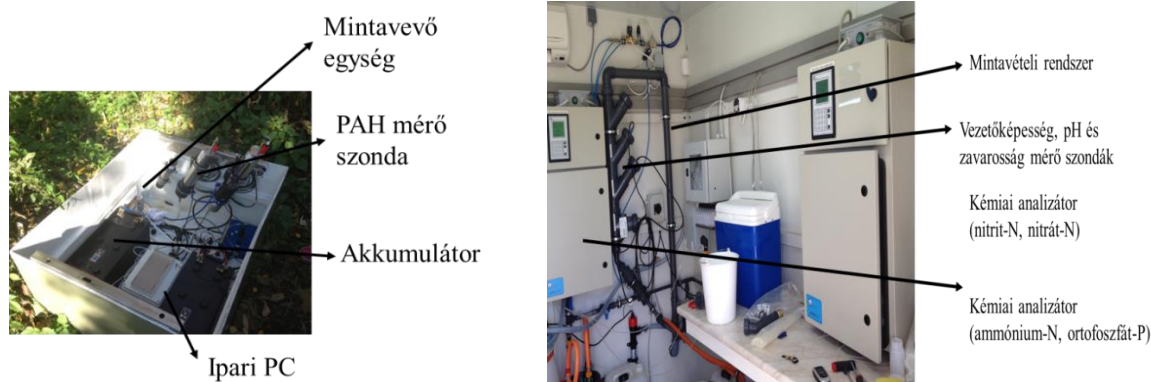 Mintavevő
egység
PAH mérő
szonda
Akkumulátor
Ipari PC
Mintavételi rendszer
Vezetőképesség, pH és
zavarosság mérő szondák
Kémiai analizátor
(nitrit-N, nitrát-N)
Kémiai analizátor
(ammónium-N, ortofoszfát-P)